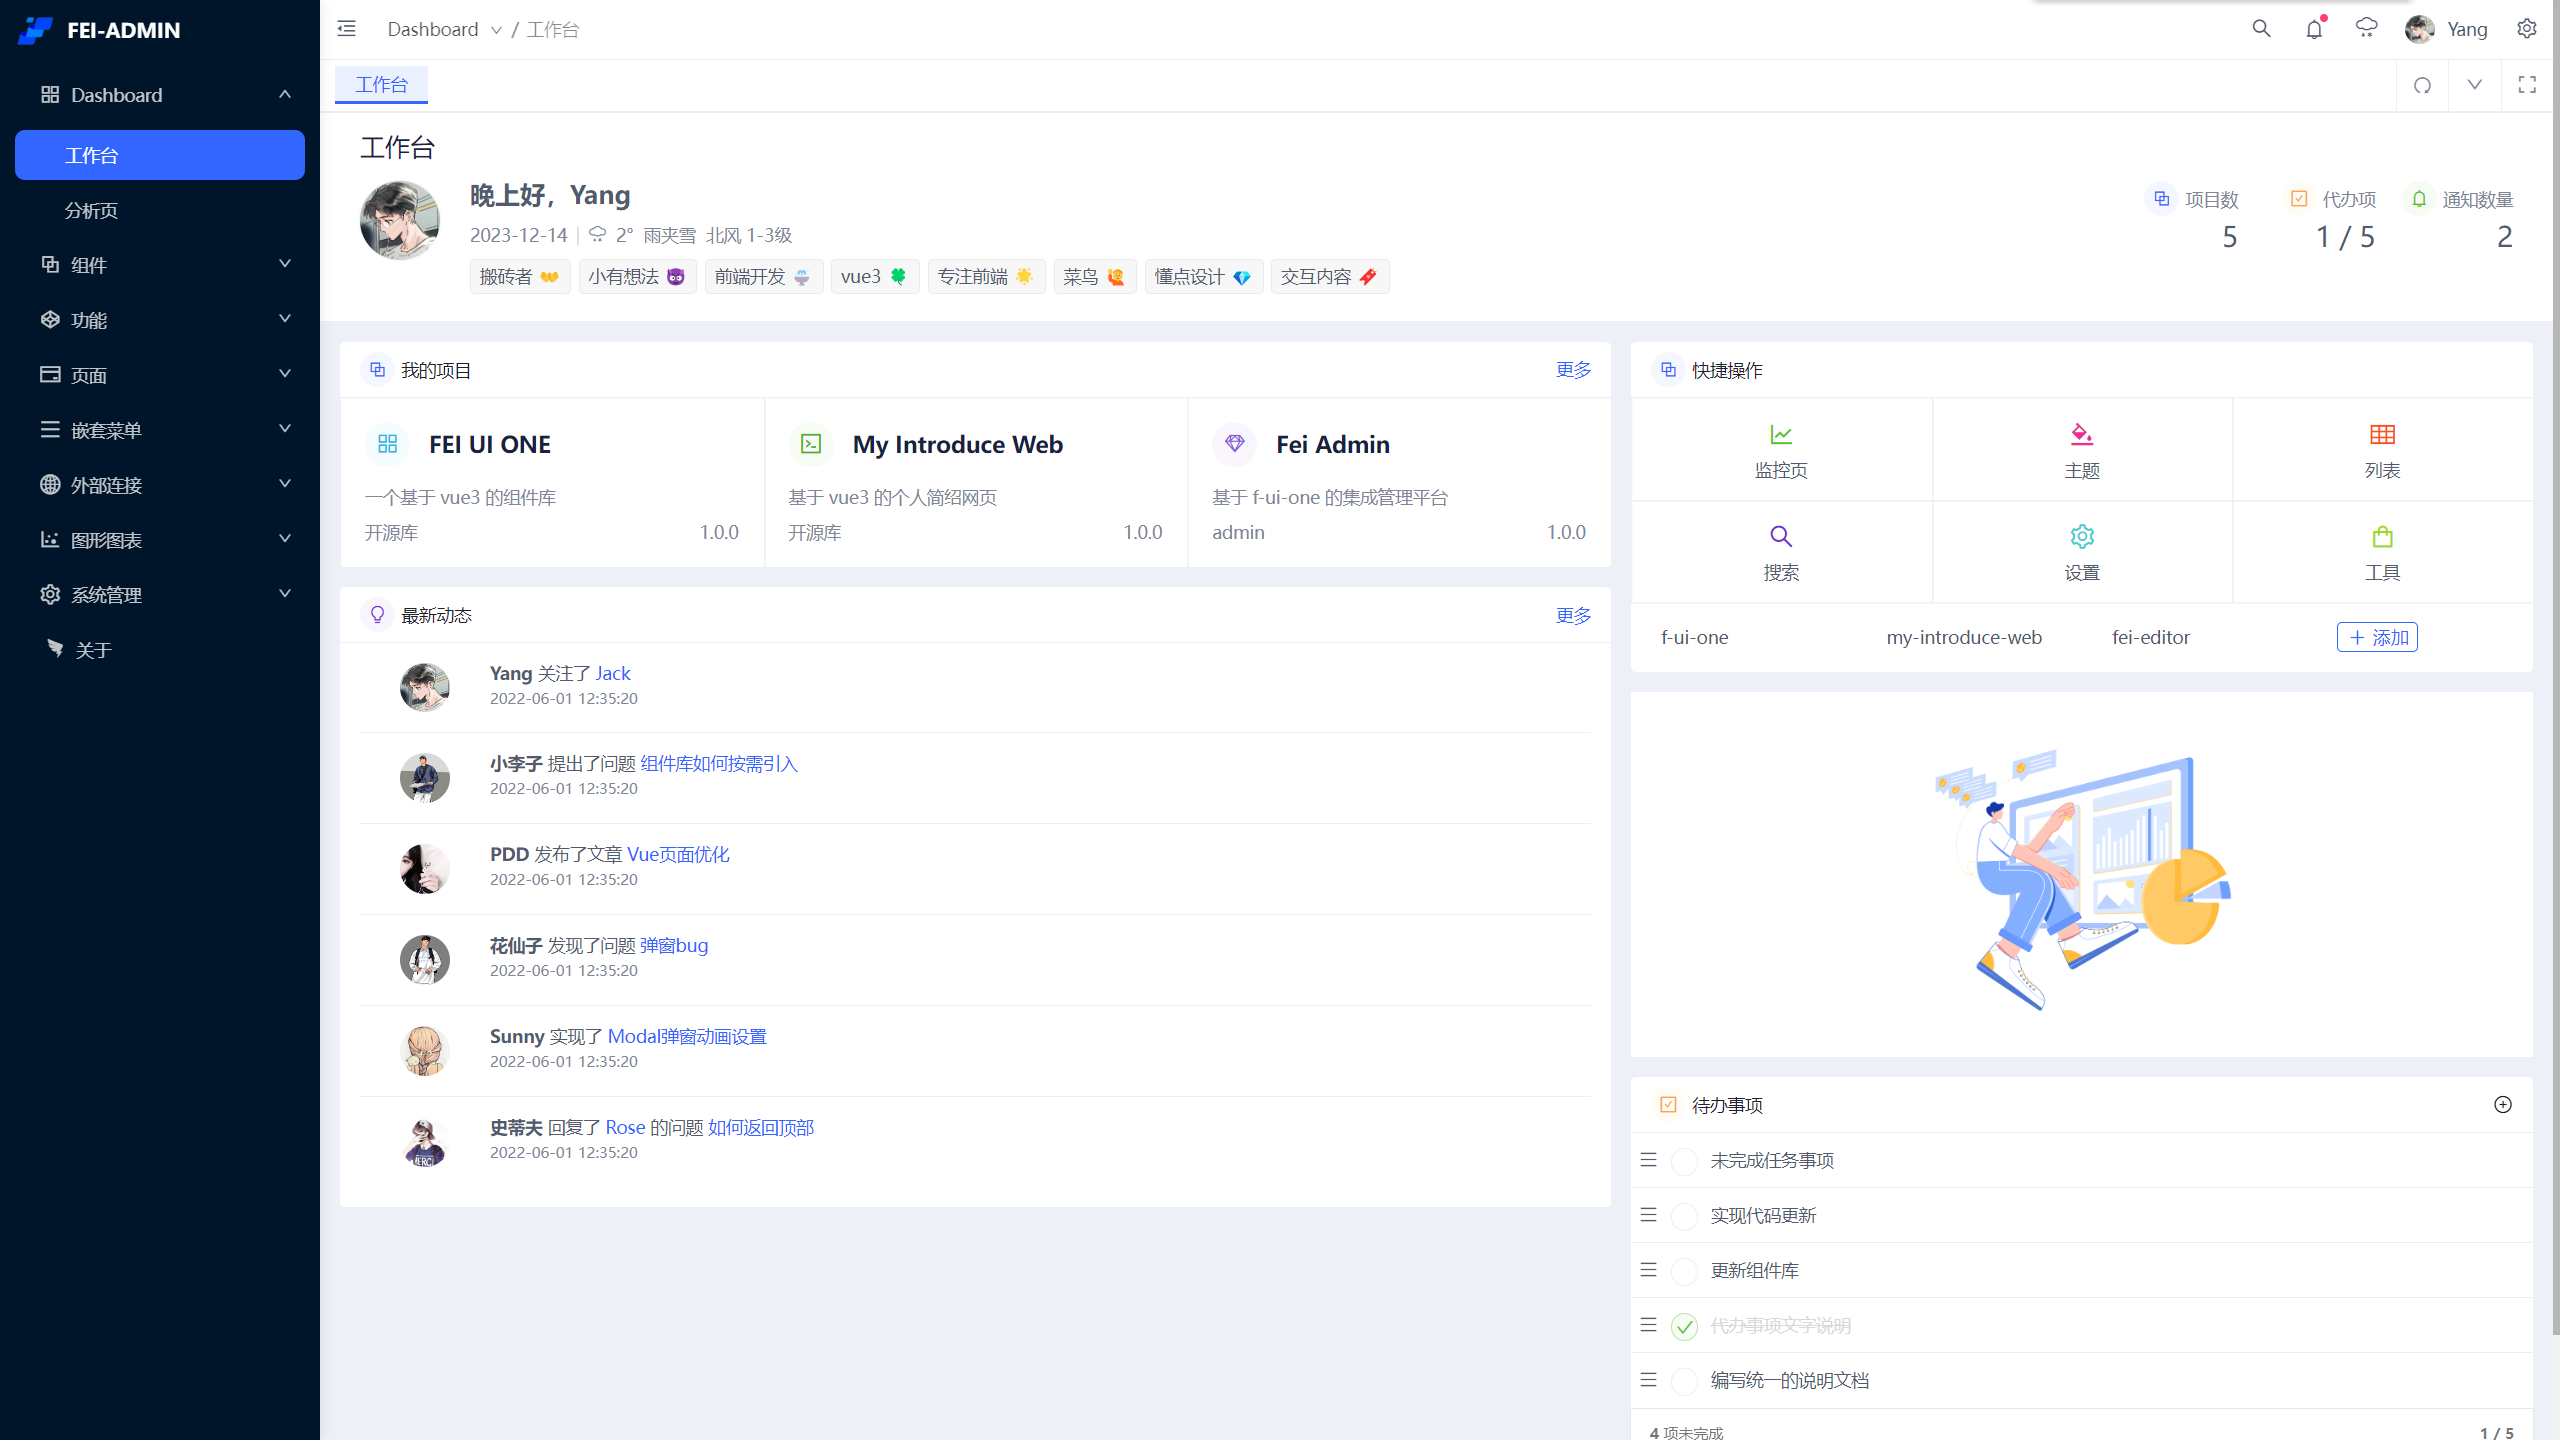 FEI-ADMIN
Dashboard
工作台
分析页
组件
功能
页面
嵌套菜单
外部连接
图形图表
系统管理
关于
Dashboard / 工作台
Yang
工作台
工作台
晚上好，Yang
2023-12-14 | 2° 雨夹雪 北风 1-3级
搬砖者 小有想法 前端开发 vue3 专注前端 菜鸟 懂点设计 交互内容
项目数 代办项 通知数量
5 1 / 5 2
我的项目 更多
FEI UI ONE
一个基于 vue3 的组件库
开源库 1.0.0
My Introduce Web
基于 vue3 的个人简绍网页
开源库 1.0.0
Fei Admin
基于 f-ui-one 的集成管理平台
admin 1.0.0
最新动态 更多
Yang 关注了 Jack
2022-06-01 12:35:20
小李子 提出了问题 组件库如何按需引入
2022-06-01 12:35:20
PDD 发布了文章 Vue页面优化
2022-06-01 12:35:20
花仙子 发现了问题 弹窗bug
2022-06-01 12:35:20
Sunny 实现了 Modal弹窗动画设置
2022-06-01 12:35:20
史蒂夫 回复了 Rose 的问题 如何返回顶部
2022-06-01 12:35:20
快捷操作
监控页 主题 列表
搜索 设置 工具
f-ui-one my-introduce-web fei-editor 添加
待办事项
未完成任务事项
实现代码更新
更新组件库
代办事项文字说明
编写统一的说明文档
4 项未完成 1 / 5